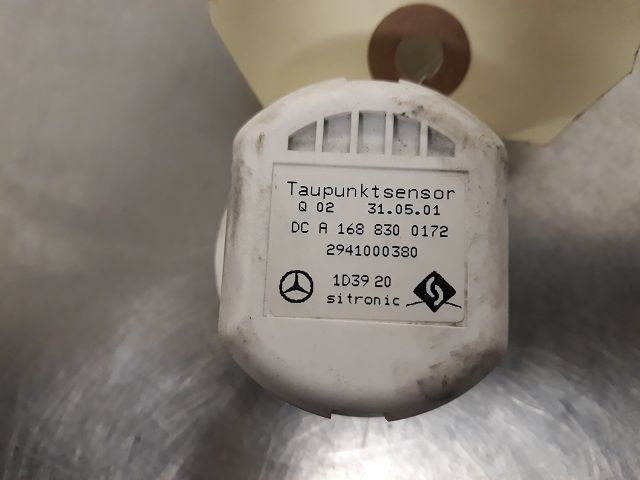 Taupunktsensor
Q 02 31.05.01
DC A 168 830 0172
2941000380
1D39 20
sitronic